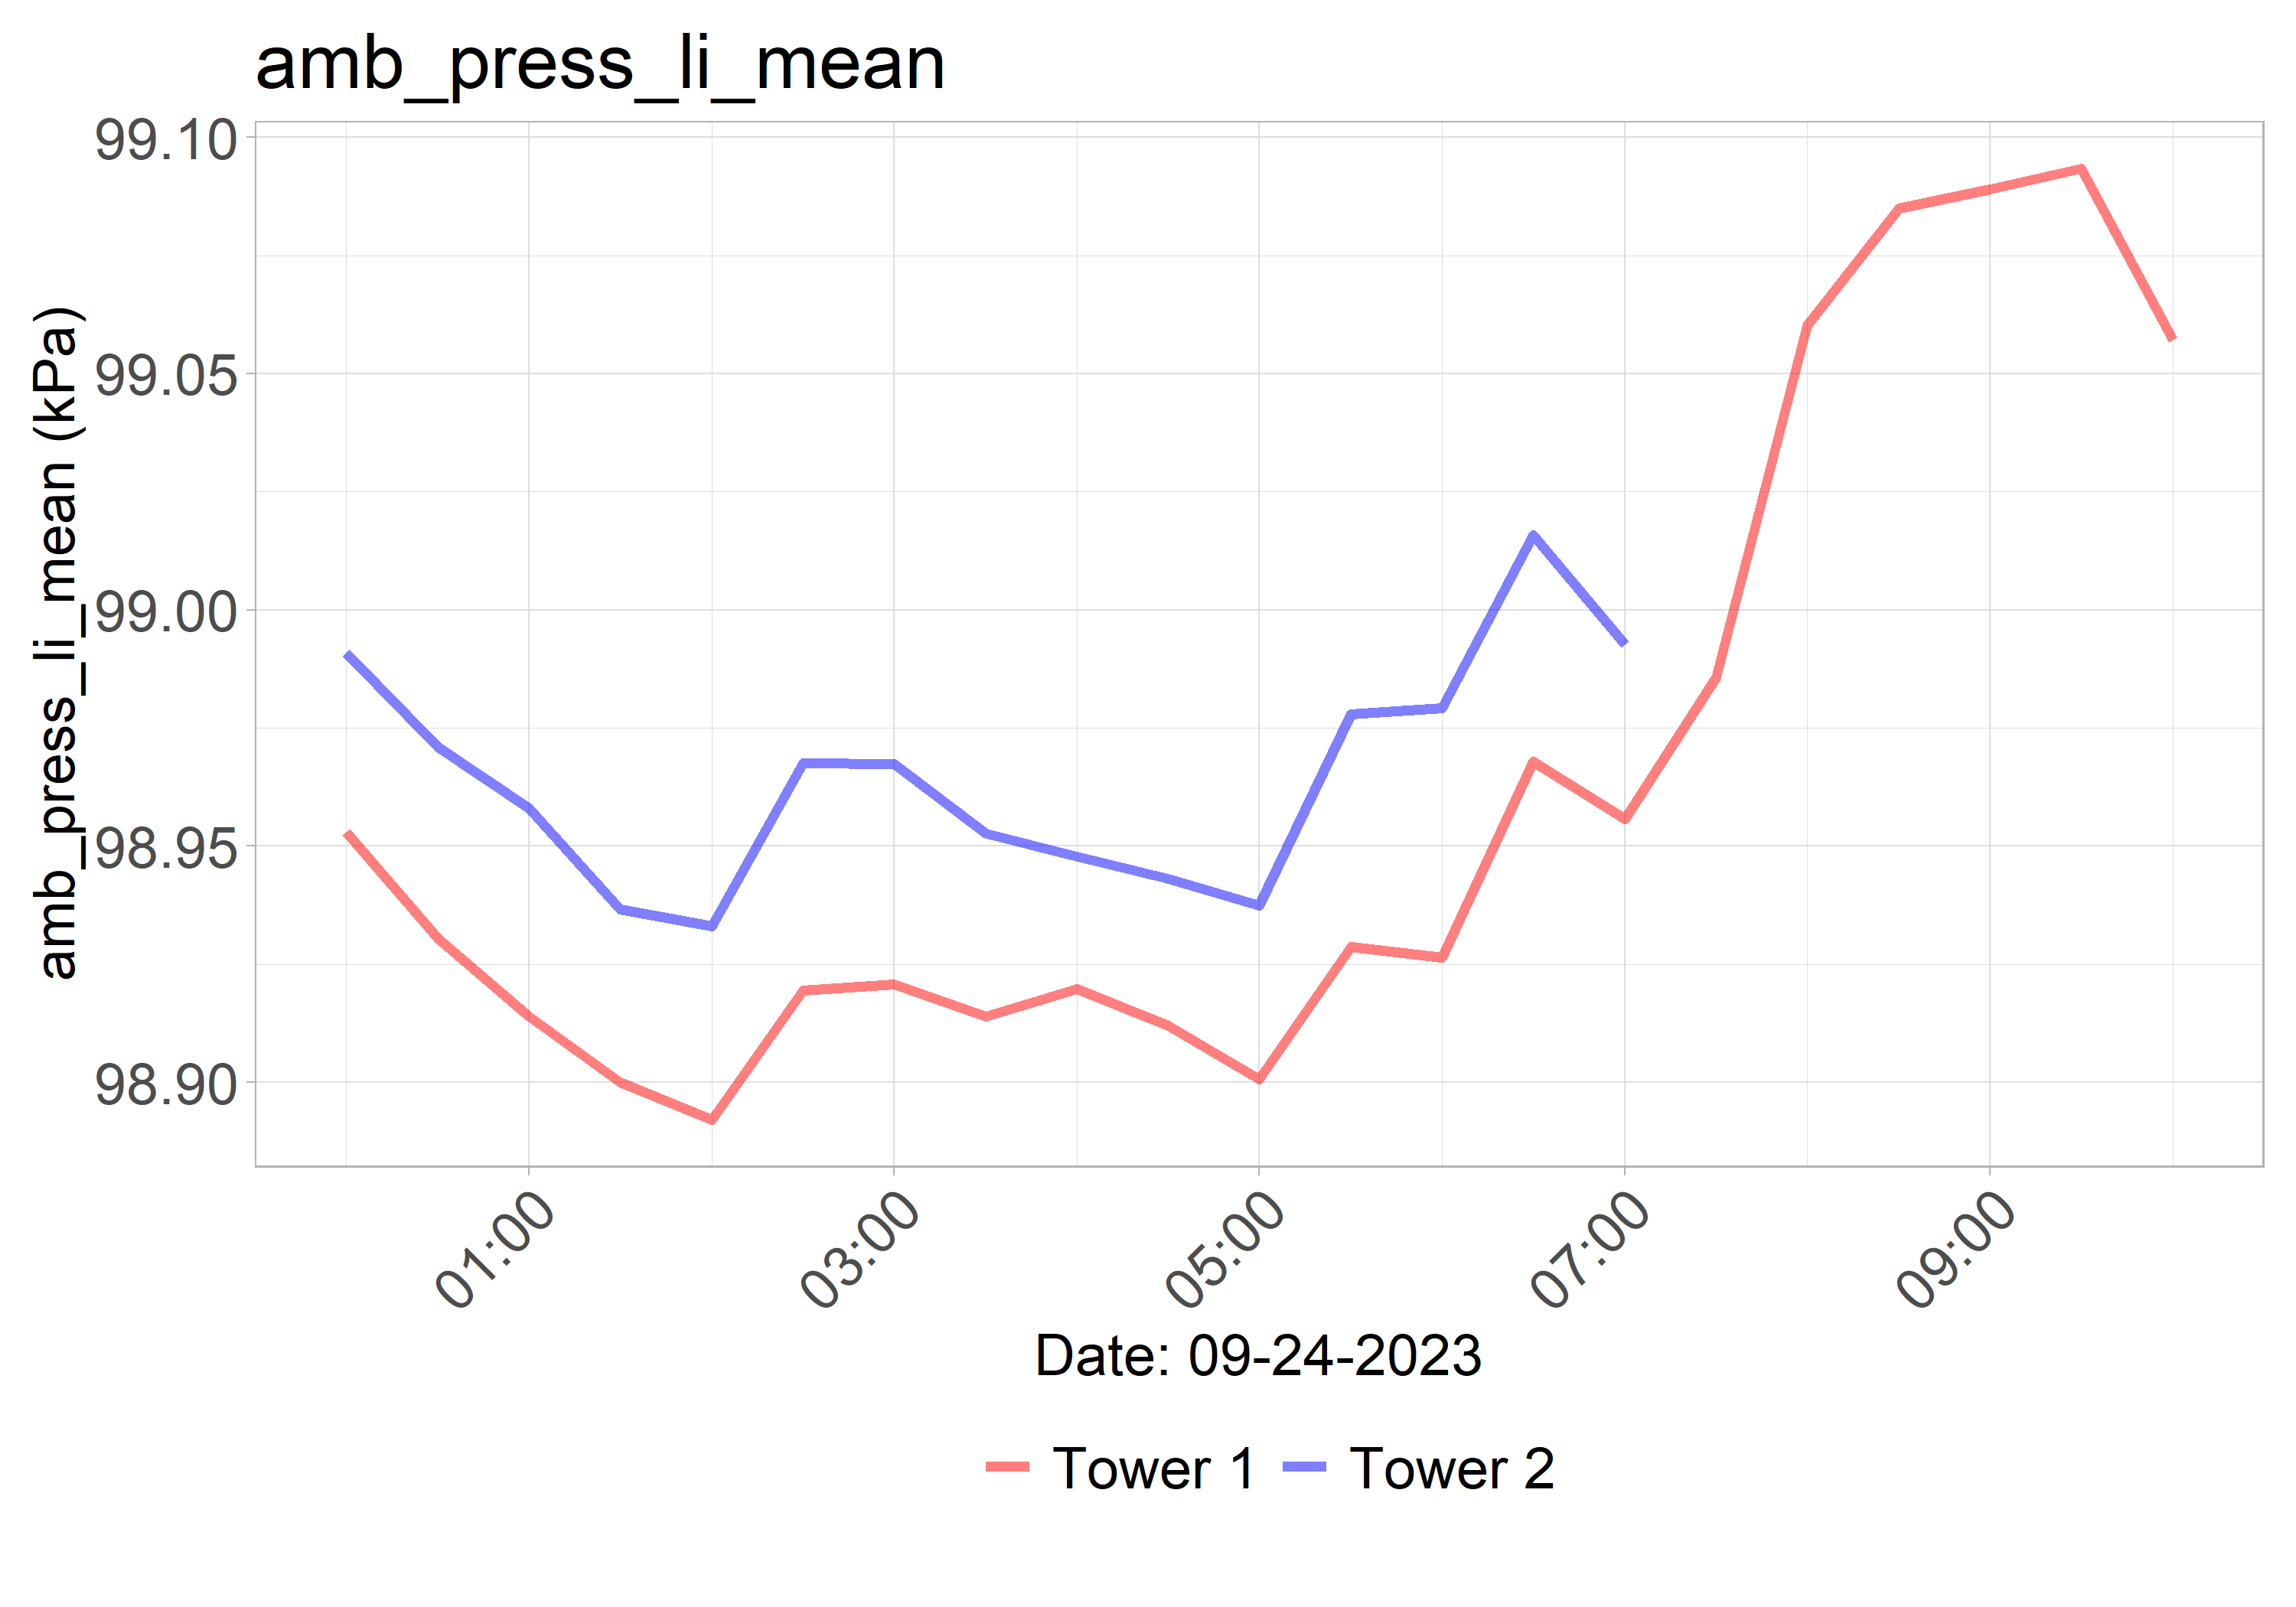 amb_press_li_mean
amb_press_li_mean (kPa)
99.10
99.05
99.00
98.95
98.90
01:00
03:00
05:00
07:00
09:00
Date: 09-24-2023
Tower 1
Tower 2